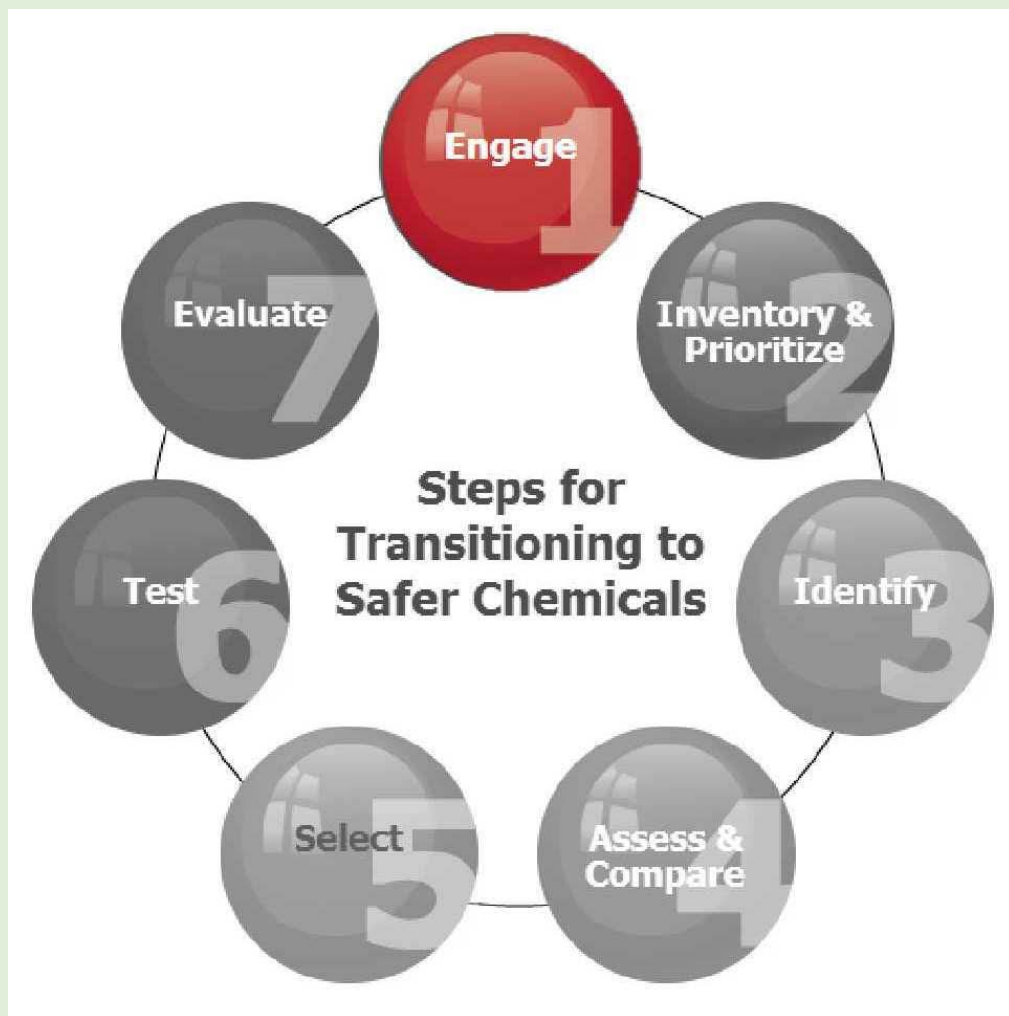 Engage
1
Inventory &
Prioritize
2
Identify
3
Assess &
Compare
4
Select
5
Test
6
Evaluate
7
Steps for
Transitioning to
Safer Chemicals